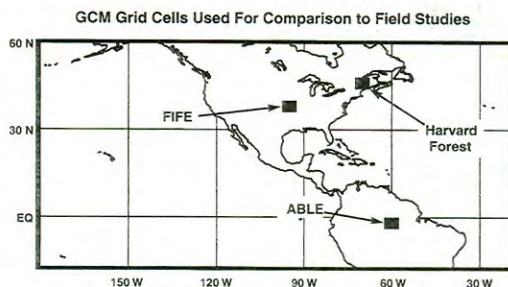 GCM Grid Cells Used For Comparison to Field Studies
60 N
FIFE
30 N
Harvard
Forest
ABLE
EQ
150 W 120 W 90 W 60 W 30 W